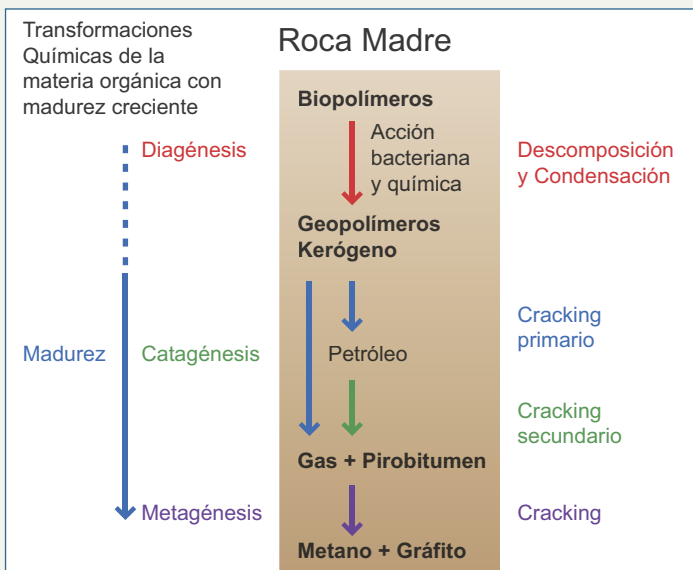 Transformaciones
Químicas de la
materia orgánica con
madurez creciente
Roca Madre
Biopolímeros
Diagénesis
Acción
bacteriana
y química
Descomposición
y Condensación
Geopolímeros
Kerógeno
Cracking
primario
Madurez
Catagénesis
Petróleo
Cracking
secundario
Gas + Pirobitumen
Metagénesis
Cracking
Metano + Gráfito